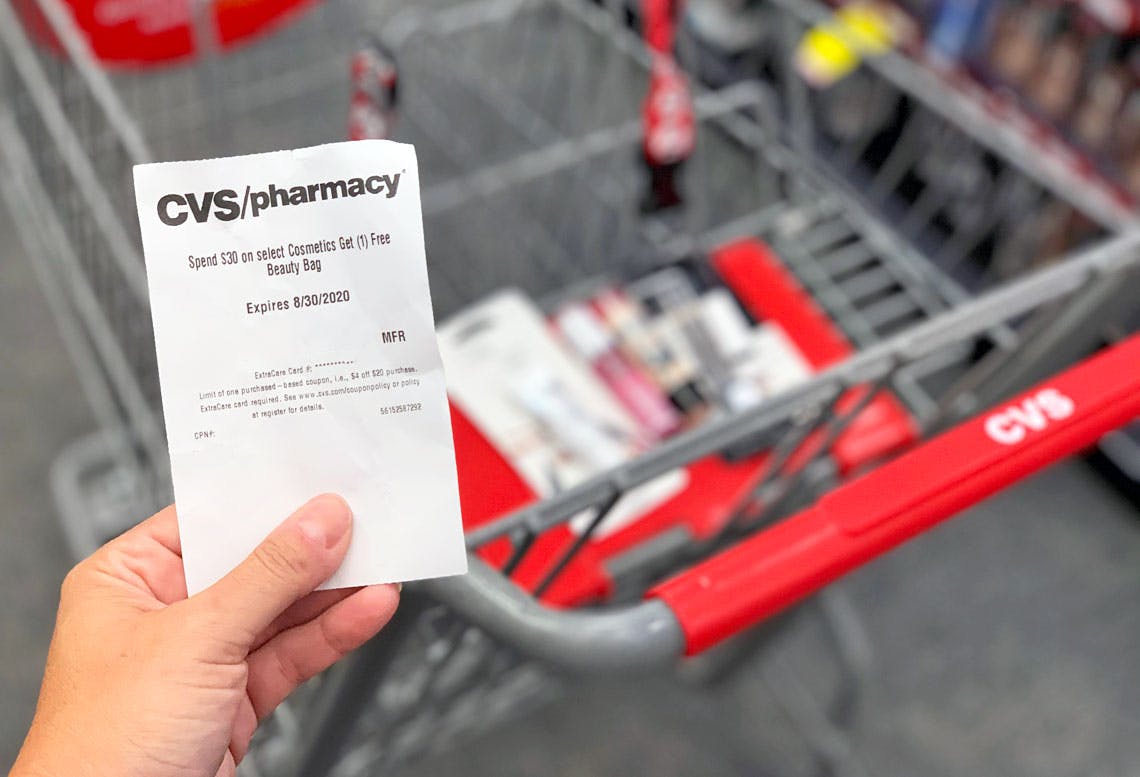 CVS/pharmacy
Spend $30 on select Cosmetics Get (1) Free
Beauty Bag
Expires 8/30/2020
MFR
ExtraCare Card #: **********
Limit of one purchased-based coupon, i.e., $4 off $20 purchase.
ExtraCare card required. See www.cvs.com/couponpolicy or policy
at register for details.
56152587292
CPN#:
CVS